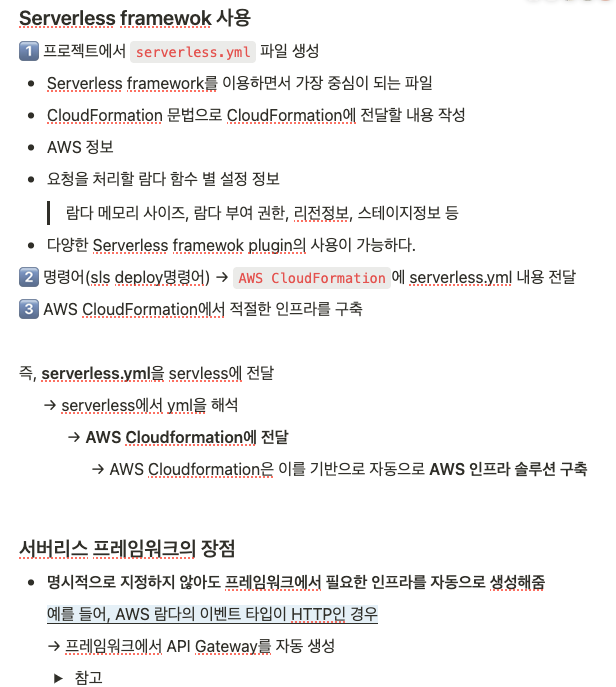 Serverless framewok 사용
1 프로젝트에서 serverless.yml 파일 생성
• Serverless framework를 이용하면서 가장 중심이 되는 파일
• CloudFormation 문법으로 CloudFormation에 전달할 내용 작성
• AWS 정보
• 요청을 처리할 람다 함수 별 설정 정보
람다 메모리 사이즈, 람다 부여 권한, 리전정보, 스테이지정보 등
• 다양한 Serverless framewok plugin의 사용이 가능하다.
2 명령어(sls deploy명령어) → AWS CloudFormation에 serverless.yml 내용 전달
3 AWS CloudFormation에서 적절한 인프라를 구축
즉, serverless.yml을 servless에 전달
→ serverless에서 yml을 해석
→ AWS Cloudformation에 전달
→ AWS Cloudformation은 이를 기반으로 자동으로 AWS 인프라 솔루션 구축
서버리스 프레임워크의 장점
• 명시적으로 지정하지 않아도 프레임워크에서 필요한 인프라를 자동으로 생성해줌
예를 들어, AWS 람다의 이벤트 타입이 HTTP인 경우
→ 프레임워크에서 API Gateway를 자동 생성
▶ 참고